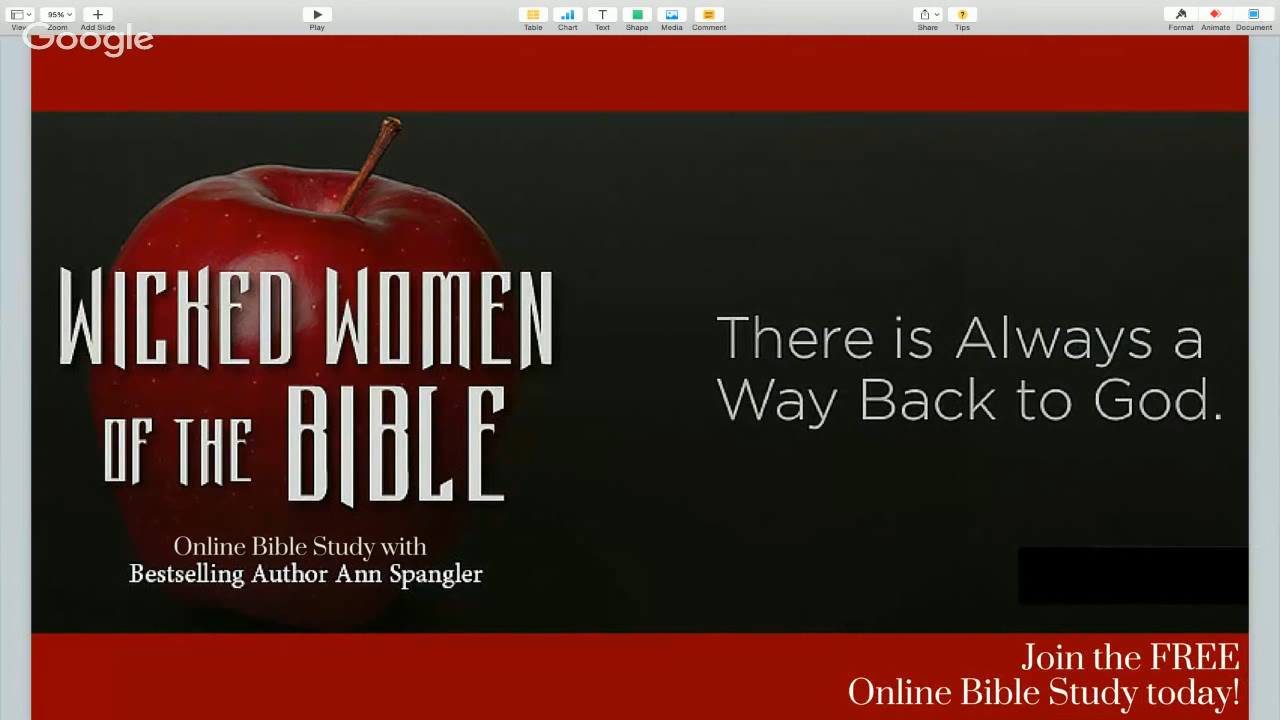 View
95%
Zoom
Add Slide
Play
Table
Chart
Text
Shape
Media
Comment
Share
Tips
Format
Animate
Document
Google
WICKED WOMEN
OF THE BIBLE
Online Bible Study with
Bestselling Author Ann Spangler
There is Always a
Way Back to God.
Join the FREE
Online Bible Study today!